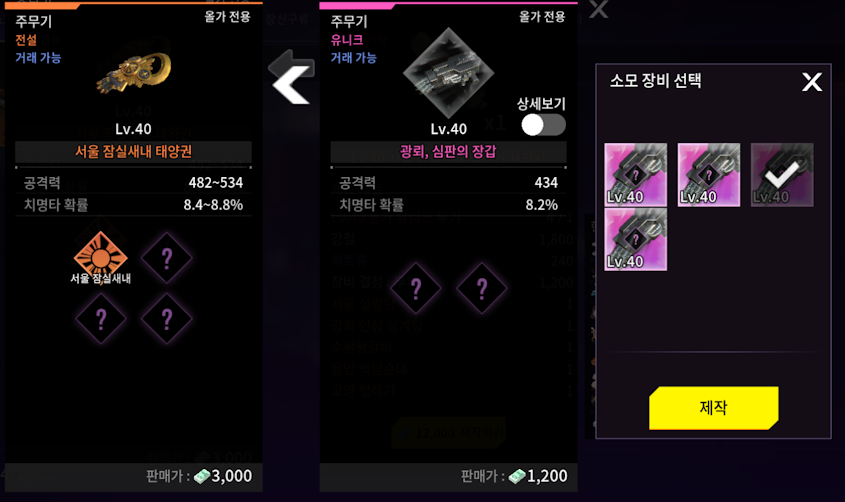 주무기
올가 전용
전설
거래 가능
Lv.40
서울 잠실새내 태양권
공격력
482~534
치명타 확률
8.4~8.8%
서울 잠실새내
?
?
?
판매가 :
3,000
주무기
올가 전용
유니크
거래 가능
상세보기
Lv.40
x1
광뢰, 심판의 장갑
공격력
434
치명타 확률
8.2%
?
?
판매가 :
1,200
소모 장비 선택
X
?
Lv.40
?
Lv.40
Lv.40
?
Lv.40
제작